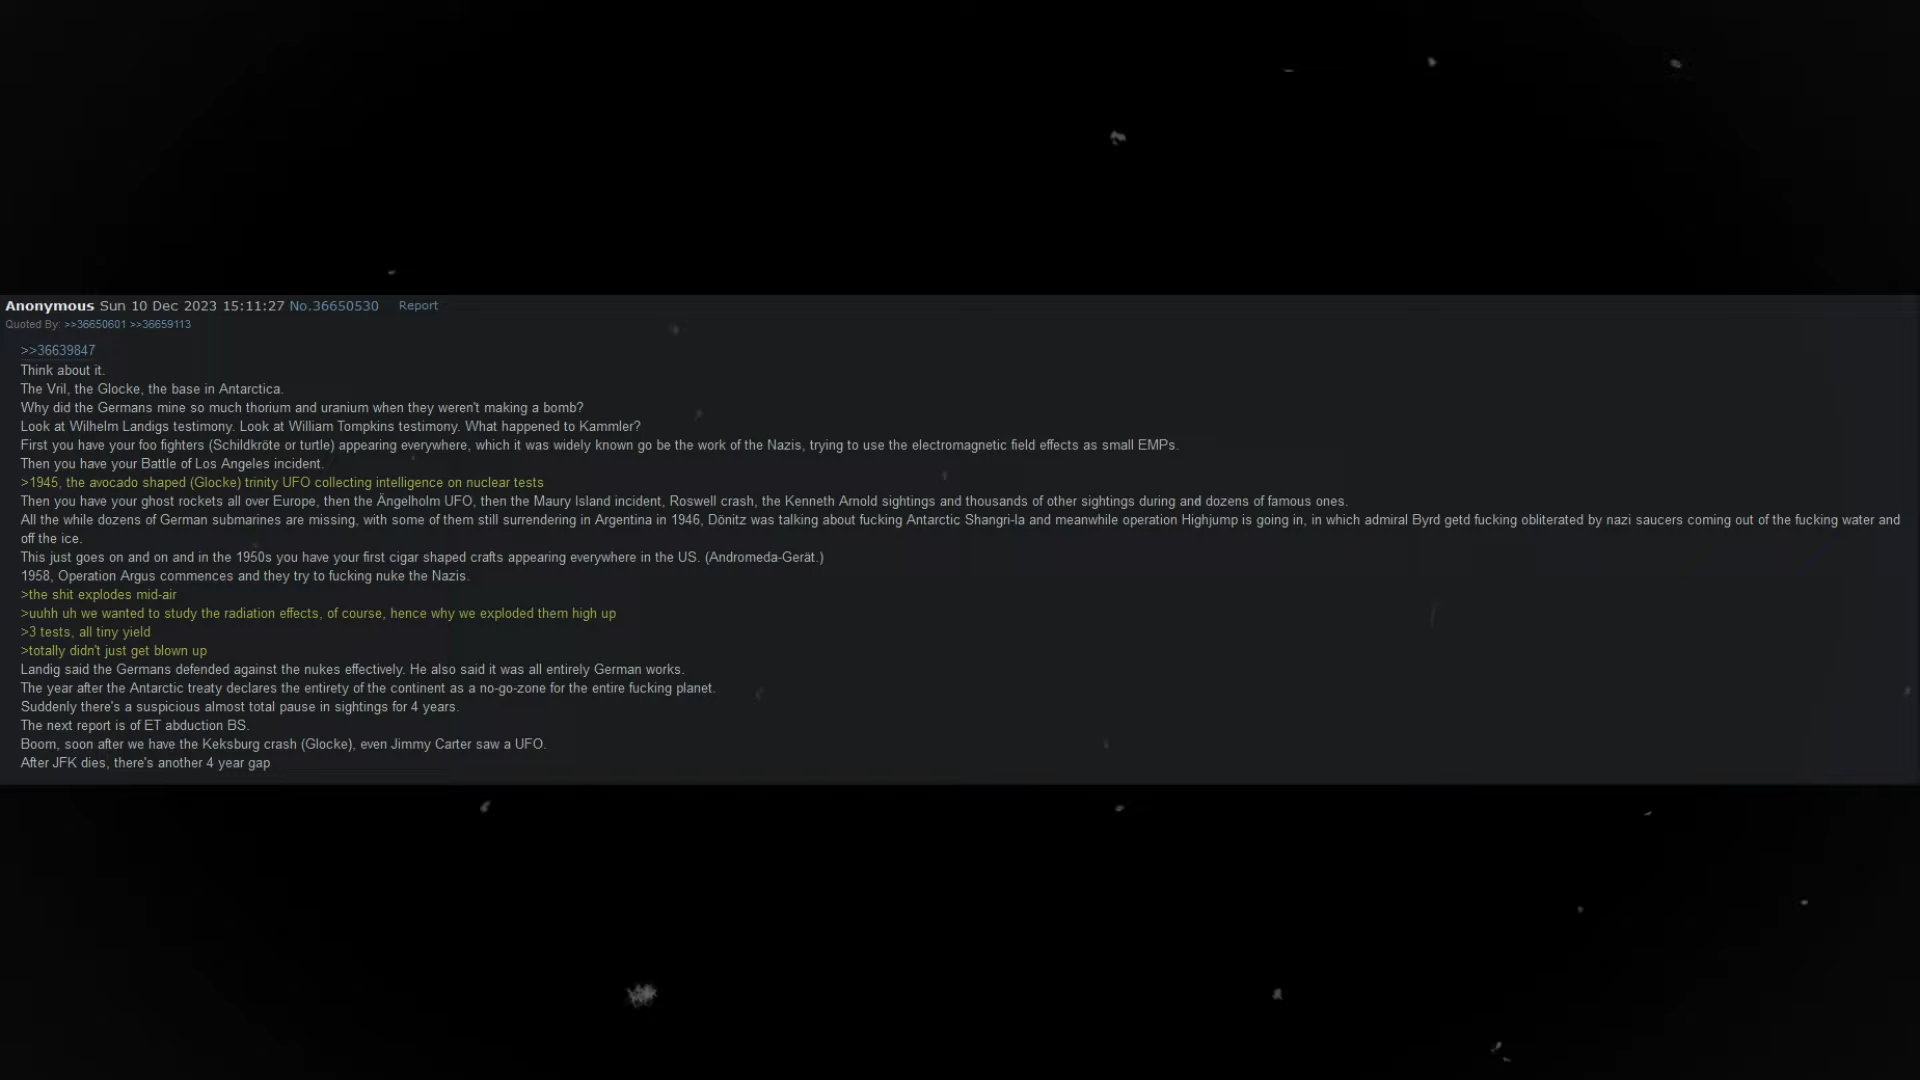 Anonymous Sun 10 Dec 2023 15:11:27 No.36650530 Report
Quoted By: >>36650601 >>36659113
>>36639847
Think about it.
The Vril, the Glocke, the base in Antarctica.
Why did the Germans mine so much thorium and uranium when they weren't making a bomb?
Look at Wilhelm Landigs testimony. Look at William Tompkins testimony. What happened to Kammler?
First you have your foo fighters (Schildkröte or turtle) appearing everywhere, which it was widely known go be the work of the Nazis, trying to use the electromagnetic field effects as small EMPs.
Then you have your Battle of Los Angeles incident.
>1945, the avocado shaped (Glocke) trinity UFO collecting intelligence on nuclear tests
Then you have your ghost rockets all over Europe, then the Ängelholm UFO, then the Maury Island incident, Roswell crash, the Kenneth Arnold sightings and thousands of other sightings during and dozens of famous ones.
All the while dozens of German submarines are missing, with some of them still surrendering in Argentina in 1946, Dönitz was talking about fucking Antarctic Shangri-la and meanwhile operation Highjump is going in, in which admiral Byrd getd fucking obliterated by nazi saucers coming out of the fucking water and
off the ice.
This just goes on and on and in the 1950s you have your first cigar shaped crafts appearing everywhere in the US. (Andromeda-Gerät.)
1958, Operation Argus commences and they try to fucking nuke the Nazis.
>the shit explodes mid-air
>uuhh uh we wanted to study the radiation effects, of course, hence why we exploded them high up
>3 tests, all tiny yield
>totally didn't just get blown up
Landig said the Germans defended against the nukes effectively. He also said it was all entirely German works.
The year after the Antarctic treaty declares the entirety of the continent as a no-go-zone for the entire fucking planet.
Suddenly there's a suspicious almost total pause in sightings for 4 years.
The next report is of ET abduction BS.
Boom, soon after we have the Keksburg crash (Glocke), even Jimmy Carter saw a UFO.
After JFK dies, there's another 4 year gap